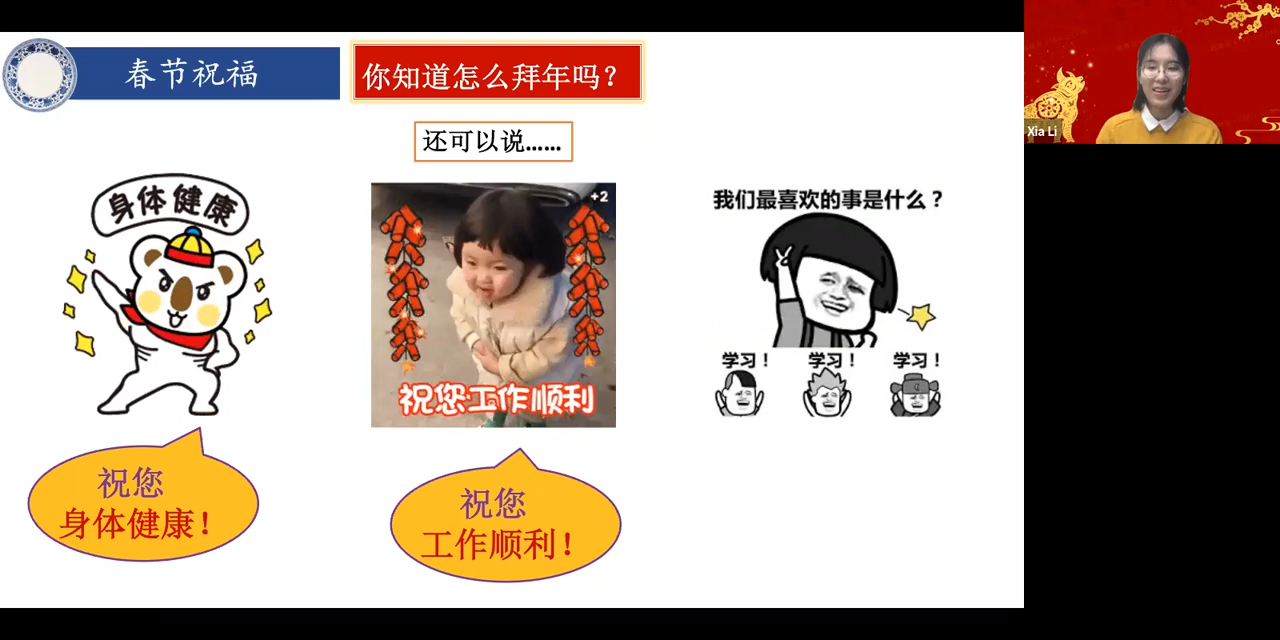 春节祝福
你知道怎么拜年吗？
还可以说……
身体健康
+2
祝您工作顺利
我们最喜欢的事是什么？
学习！
学习！
学习！
祝您
身体健康！
祝您
工作顺利！
Xia Li